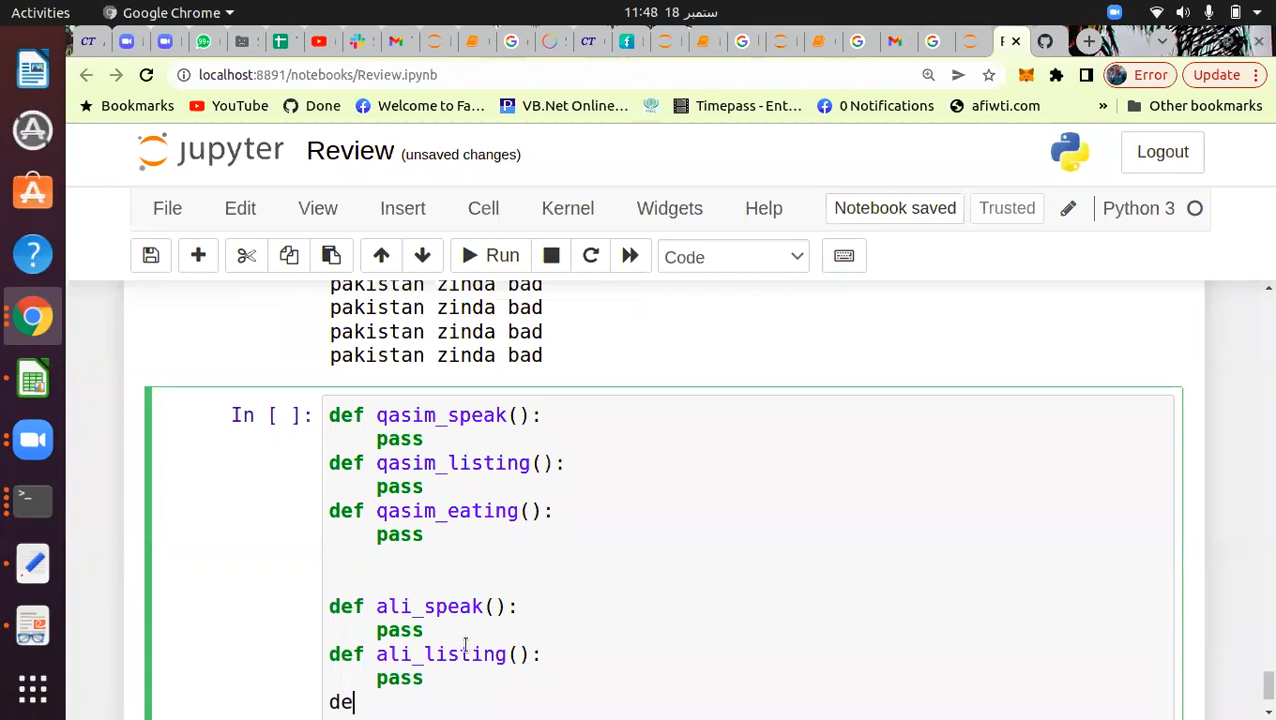 Activities Google Chrome 11:48 18 ستمبر
localhost:8891/notebooks/Review.ipynb Error Update
Bookmarks YouTube Done Welcome to Fa... VB.Net Online... Timepass - Ent... 0 Notifications afiwti.com » Other bookmarks
jupyter Review (unsaved changes) Logout
File Edit View Insert Cell Kernel Widgets Help Notebook saved Trusted Python 3
Run Code
pakistan zinda bad
pakistan zinda bad
pakistan zinda bad
pakistan zinda bad
In [ ]: def qasim_speak():
pass
def qasim_listing():
pass
def qasim_eating():
pass
def ali_speak():
pass
def ali_listing():
pass
de